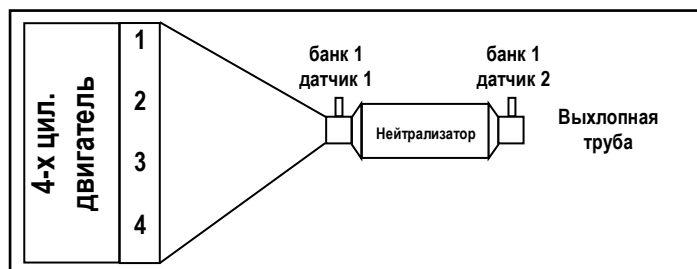 4-х цил.
двигатель
1
2
3
4
банк 1
датчик 1
Нейтрализатор
банк 1
датчик 2
Выхлопная
труба